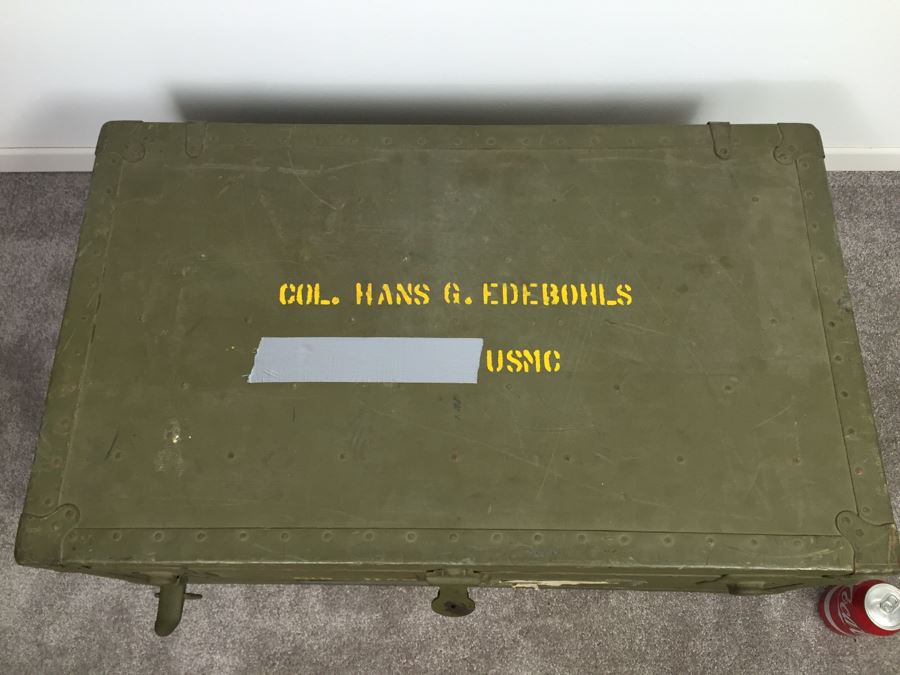 COL. HANS G. EDEBOHLS
USMC